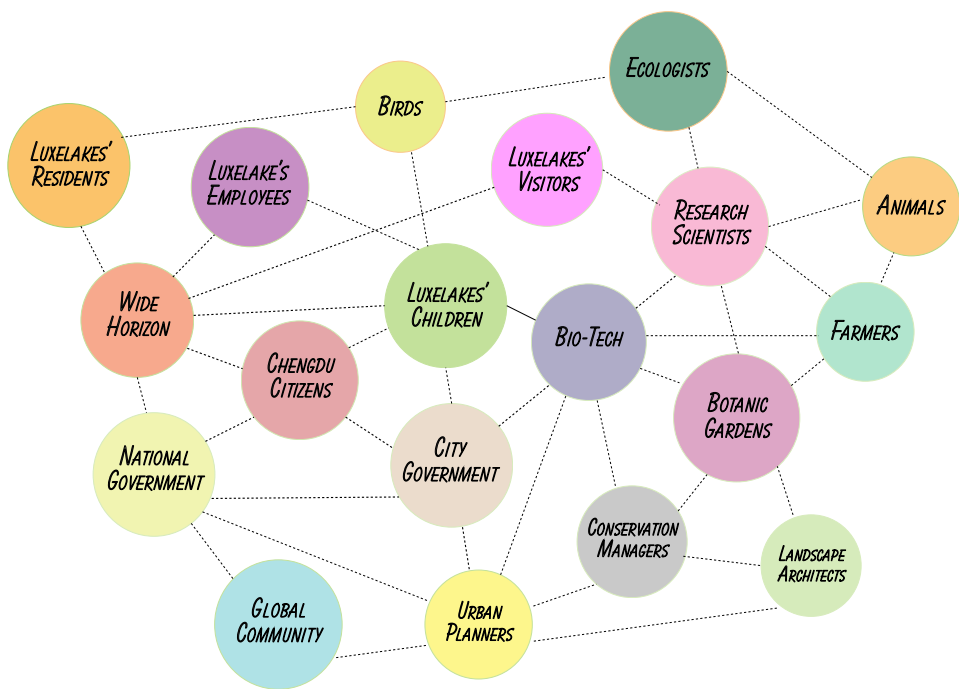 Ecologists
Birds
Luxelakes'
Residents
Luxelake's
Employees
Luxelakes'
Visitors
Research
Scientists
Animals
Wide
Horizon
Luxelakes'
Children
Bio-Tech
Farmers
Chengdu
Citizens
Botanic
Gardens
National
Government
City
Government
Conservation
Managers
Landscape
Architects
Global
Community
Urban
Planners